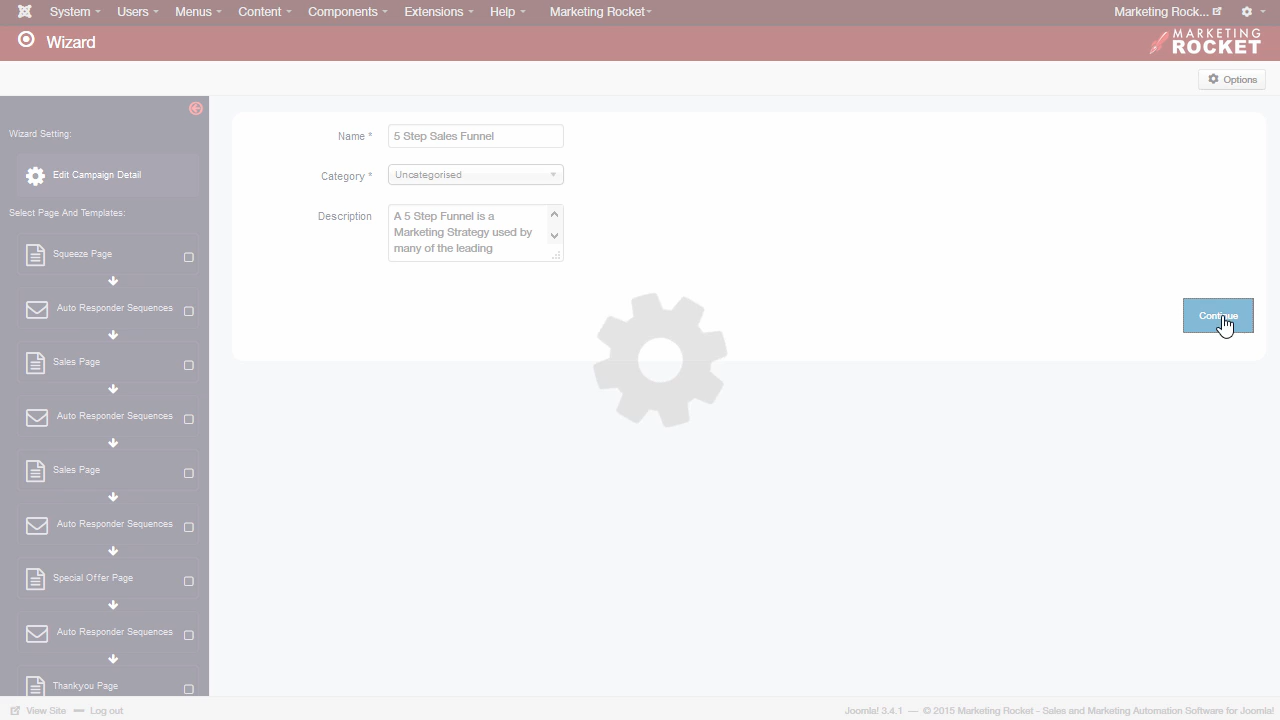 System Users Menus Content Components Extensions Help Marketing Rocket Marketing Rock...
Wizard
MARKETING
ROCKET
Options
Wizard Setting:
Edit Campaign Detail
Select Page And Templates:
Squeeze Page
Auto Responder Sequences
Sales Page
Auto Responder Sequences
Sales Page
Auto Responder Sequences
Special Offer Page
Auto Responder Sequences
Thankyou Page
Name * 5 Step Sales Funnel
Category * Uncategorised
Description A 5 Step Funnel is a
Marketing Strategy used by
many of the leading
Continue
View Site Log out
Joomla! 3.4.1 — © 2015 Marketing Rocket - Sales and Marketing Automation Software for Joomla!